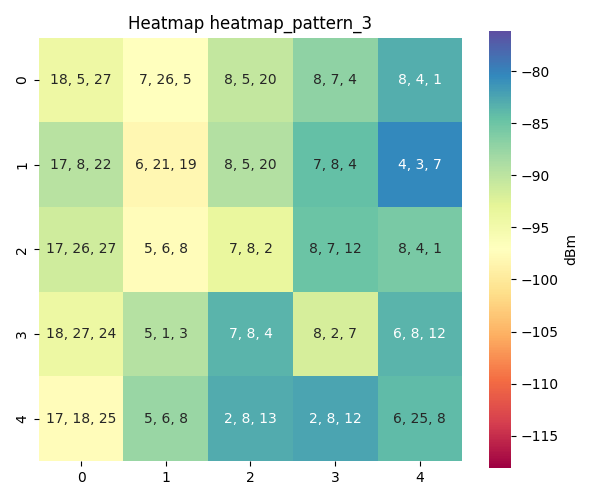 Heatmap heatmap_pattern_3
0 18, 5, 27 7, 26, 5 8, 5, 20 8, 7, 4 8, 4, 1
1 17, 8, 22 6, 21, 19 8, 5, 20 7, 8, 4 4, 3, 7
2 17, 26, 27 5, 6, 8 7, 8, 2 8, 7, 12 8, 4, 1
3 18, 27, 24 5, 1, 3 7, 8, 4 8, 2, 7 6, 8, 12
4 17, 18, 25 5, 6, 8 2, 8, 13 2, 8, 12 6, 25, 8
0 1 2 3 4
−80
−85
−90
−95
−100
−105
−110
−115
dBm